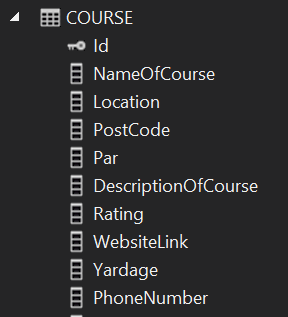 COURSE
Id
NameOfCourse
Location
PostCode
Par
DescriptionOfCourse
Rating
WebsiteLink
Yardage
PhoneNumber